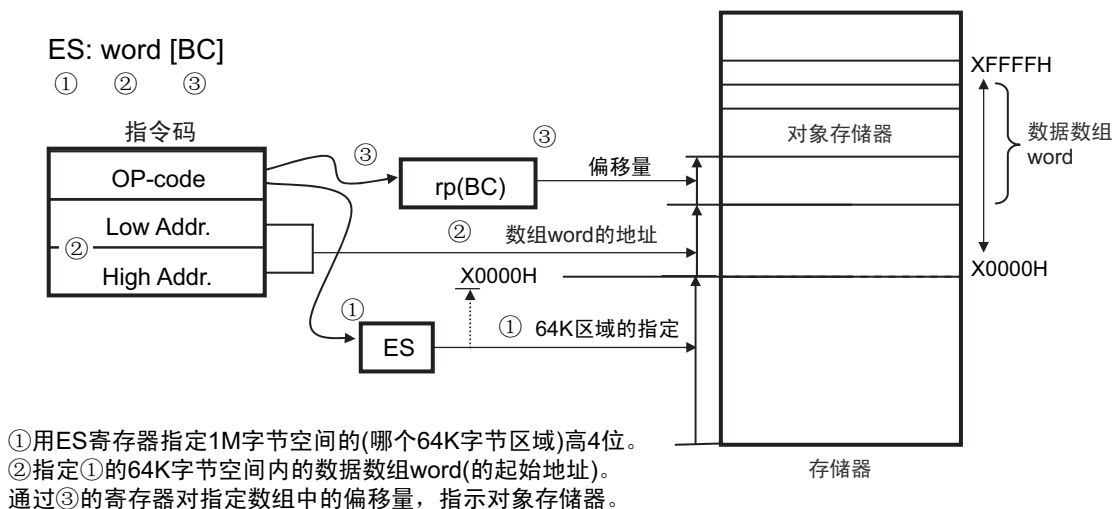 ES: word [BC]
① ② ③
指令码
OP-code
Low Addr.
②
High Addr.
③
rp(BC)
③
偏移量
②
数组word的地址
X0000H
①
ES
① 64K区域的指定
XFFFFH
对象存储器
数据数组
word
X0000H
存储器
①用ES寄存器指定1M字节空间的(哪个64K字节区域)高4位。
②指定①的64K字节空间内的数据数组word(的起始地址)。
通过③的寄存器对指定数组中的偏移量，指示对象存储器。